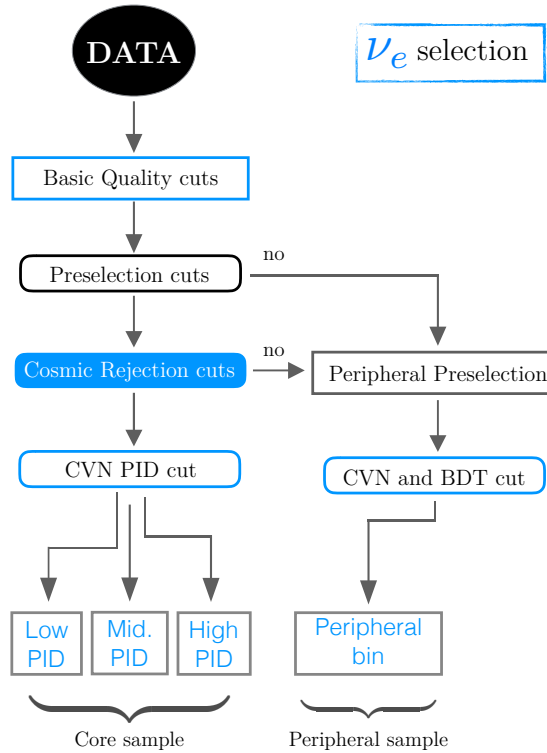 DATA
νe selection
Basic Quality cuts
Preselection cuts
no
Cosmic Rejection cuts
no
Peripheral Preselection
CVN PID cut
CVN and BDT cut
Low
PID
Mid.
PID
High
PID
Peripheral
bin
Core sample
Peripheral sample